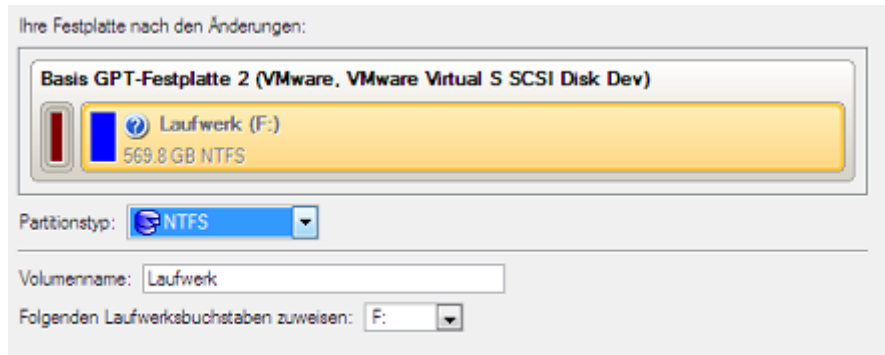 Ihre Festplatte nach den Änderungen:
Basis GPT-Festplatte 2 (VMware, VMware Virtual S SCSI Disk Dev)
Laufwerk (F:)
569.8 GB NTFS
Partitionstyp: NTFS
Volumenname: Laufwerk
Folgenden Laufwerksbuchstaben zuweisen: F: